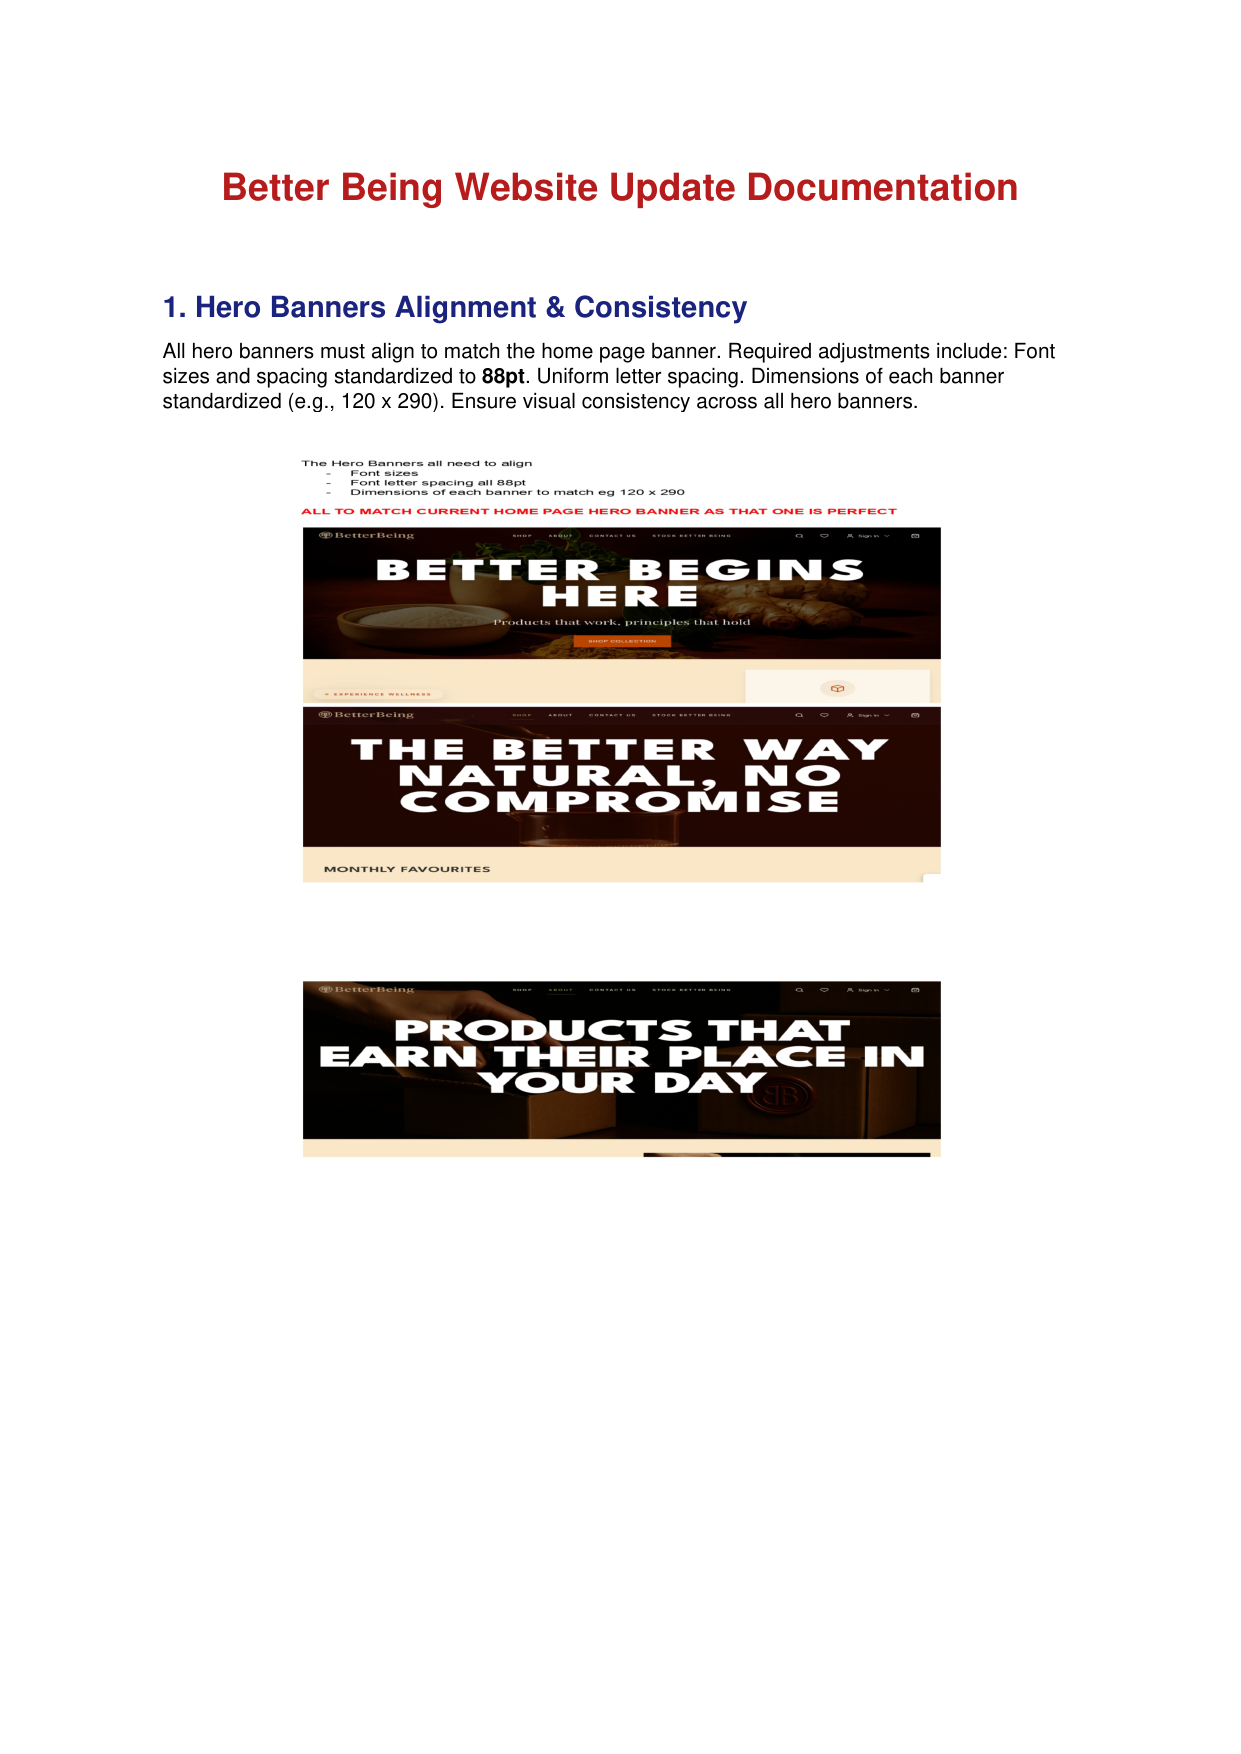 Better Being Website Update Documentation
1. Hero Banners Alignment & Consistency
All hero banners must align to match the home page banner. Required adjustments include: Font
sizes and spacing standardized to 88pt. Uniform letter spacing. Dimensions of each banner
standardized (e.g., 120 x 290). Ensure visual consistency across all hero banners.
The Hero Banners all need to align
- Font sizes
- Font letter spacing all 88pt
- Dimensions of each banner to match eg 120 x 290
ALL TO MATCH CURRENT HOME PAGE HERO BANNER AS THAT ONE IS PERFECT
BetterBeing SHOP ABOUT CONTACT US STOCK BETTER BEING Sign in
BETTER BEGINS
HERE
Products that work, principles that hold
SHOP COLLECTION
EXPERIENCE WELLNESS
BetterBeing SHOP ABOUT CONTACT US STOCK BETTER BEING Sign in
THE BETTER WAY
NATURAL, NO
COMPROMISE
MONTHLY FAVOURITES
BetterBeing SHOP ABOUT CONTACT US STOCK BETTER BEING Sign in
PRODUCTS THAT
EARN THEIR PLACE IN
YOUR DAY
BB